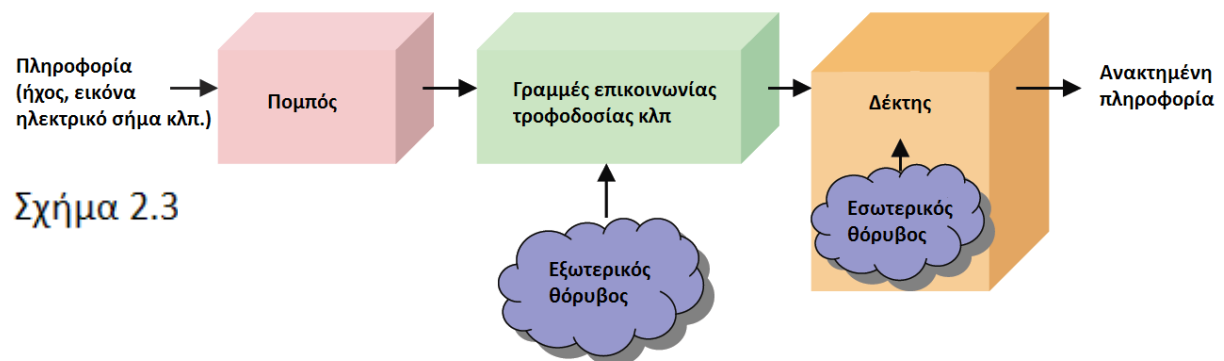 Πληροφορία
(ήχος, εικόνα
ηλεκτρικό σήμα κλπ.)
Πομπός
Γραμμές επικοινωνίας
τροφοδοσίας κλπ
Δέκτης
Ανακτημένη
πληροφορία
Εσωτερικός
θόρυβος
Εξωτερικός
θόρυβος
Σχήμα 2.3